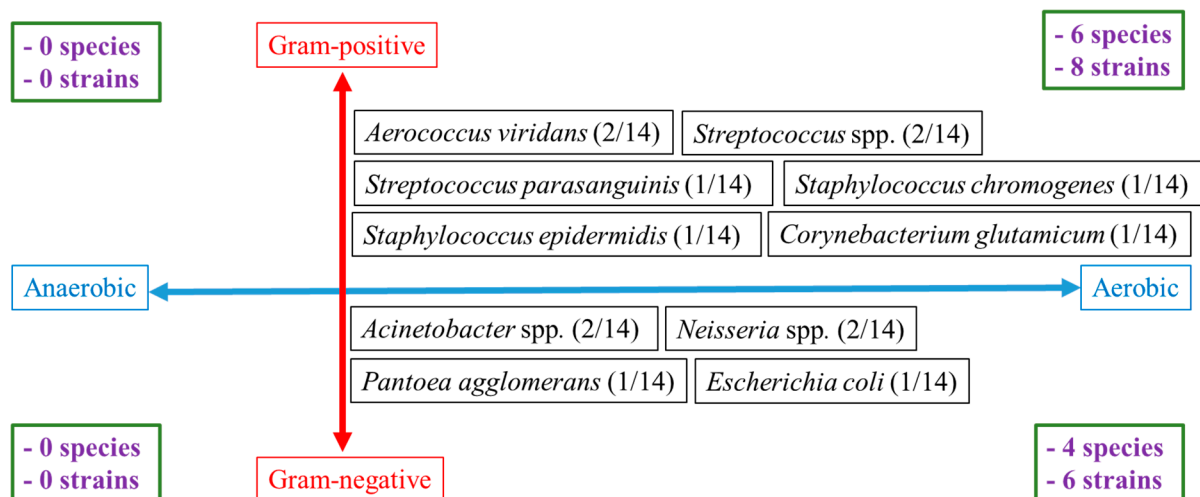 - 0 species
- 0 strains
Gram-positive
- 6 species
- 8 strains
Aerococcus viridans (2/14)
Streptococcus spp. (2/14)
Streptococcus parasanguinis (1/14)
Staphylococcus chromogenes (1/14)
Staphylococcus epidermidis (1/14)
Corynebacterium glutamicum (1/14)
Anaerobic
Aerobic
Acinetobacter spp. (2/14)
Neisseria spp. (2/14)
Pantoea agglomerans (1/14)
Escherichia coli (1/14)
- 0 species
- 0 strains
Gram-negative
- 4 species
- 6 strains